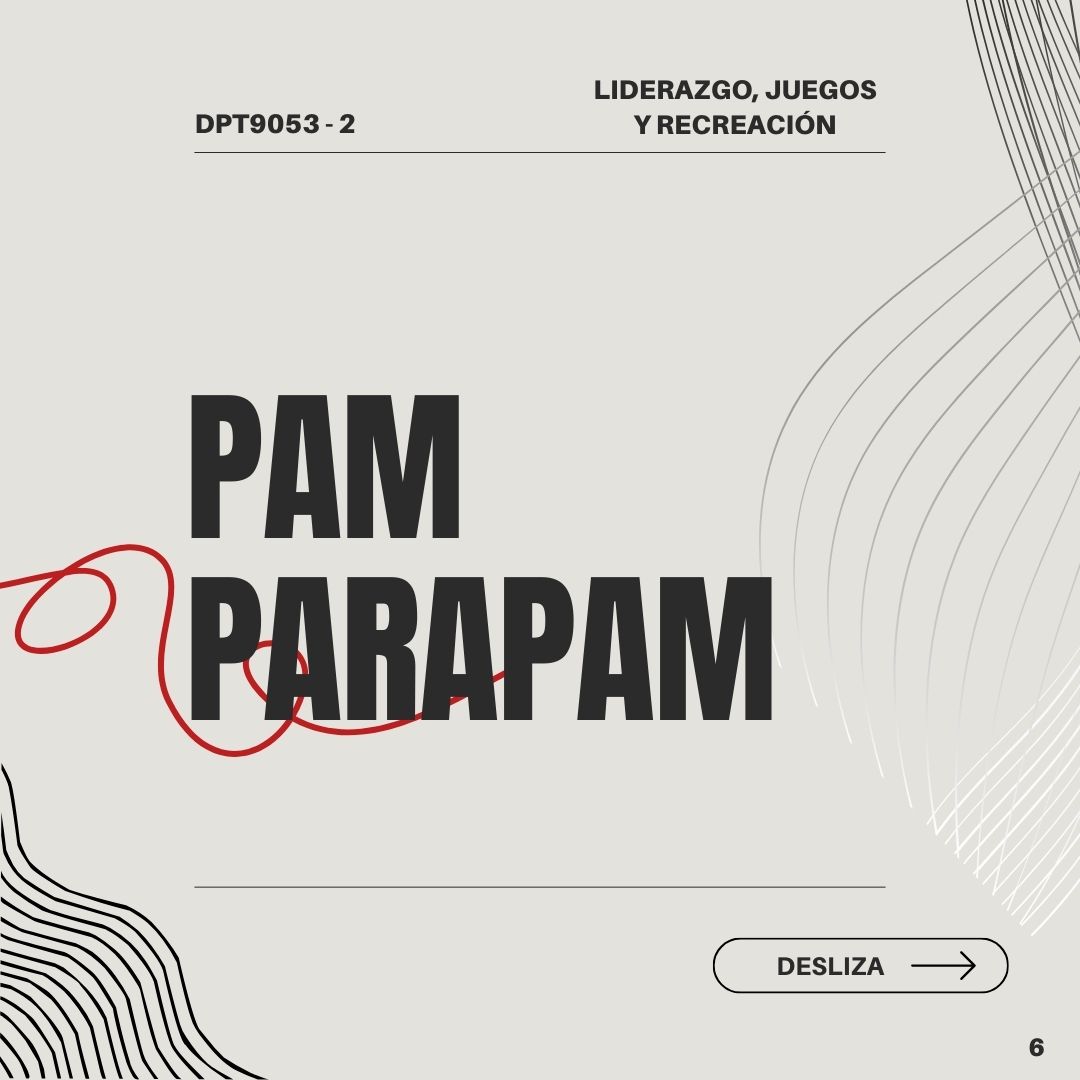 DPT9053 - 2
LIDERAZGO, JUEGOS
Y RECREACIÓN
PAM
PARAPAM
DESLIZA
6